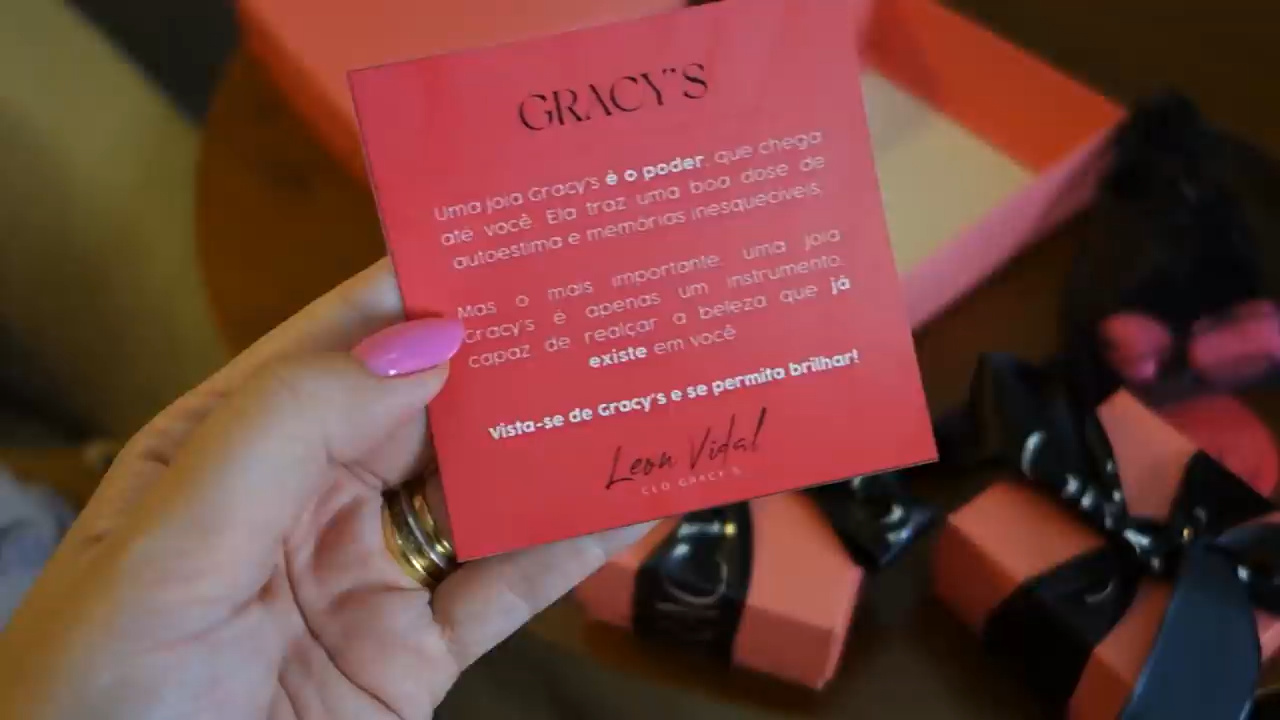 GRACY'S
Uma joia Gracy's é o poder, que chega
até você. Ela traz uma boa dose de
autoestima e memórias inesquecíveis.
Mas o mais importante, uma joia
Gracy's é apenas um instrumento,
capaz de realçar a beleza que já
existe em você
Vista-se de Gracy's e se permita brilhar!
Leon Vidal
CEO GRACY'S